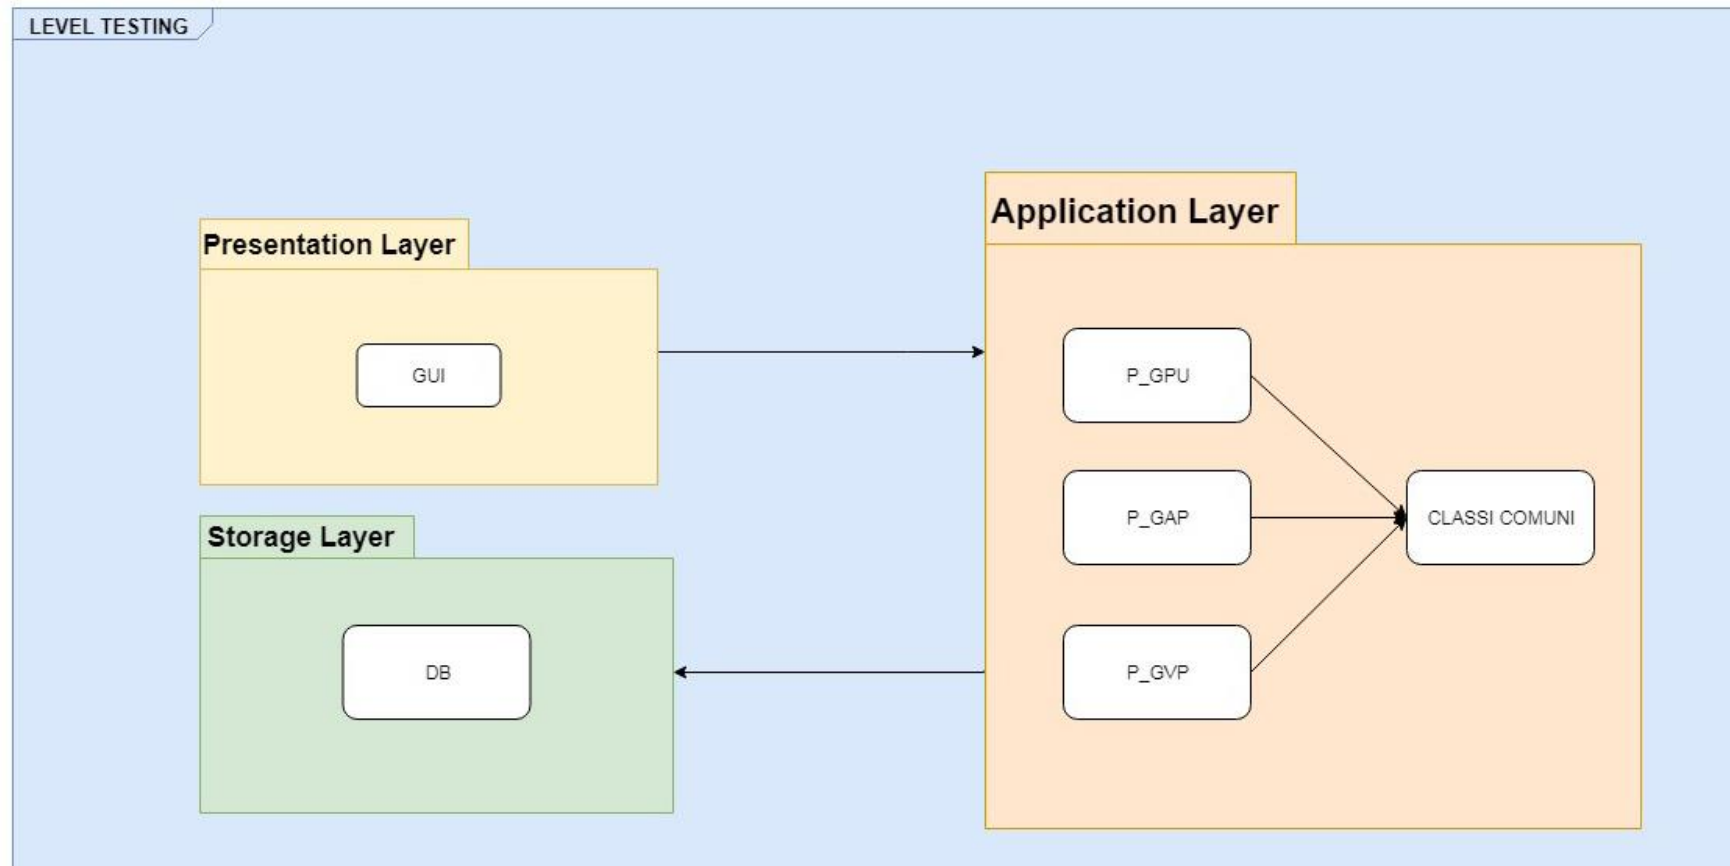 LEVEL TESTING
Presentation Layer
GUI
Storage Layer
DB
Application Layer
P_GPU
P_GAP
CLASSI COMUNI
P_GVP